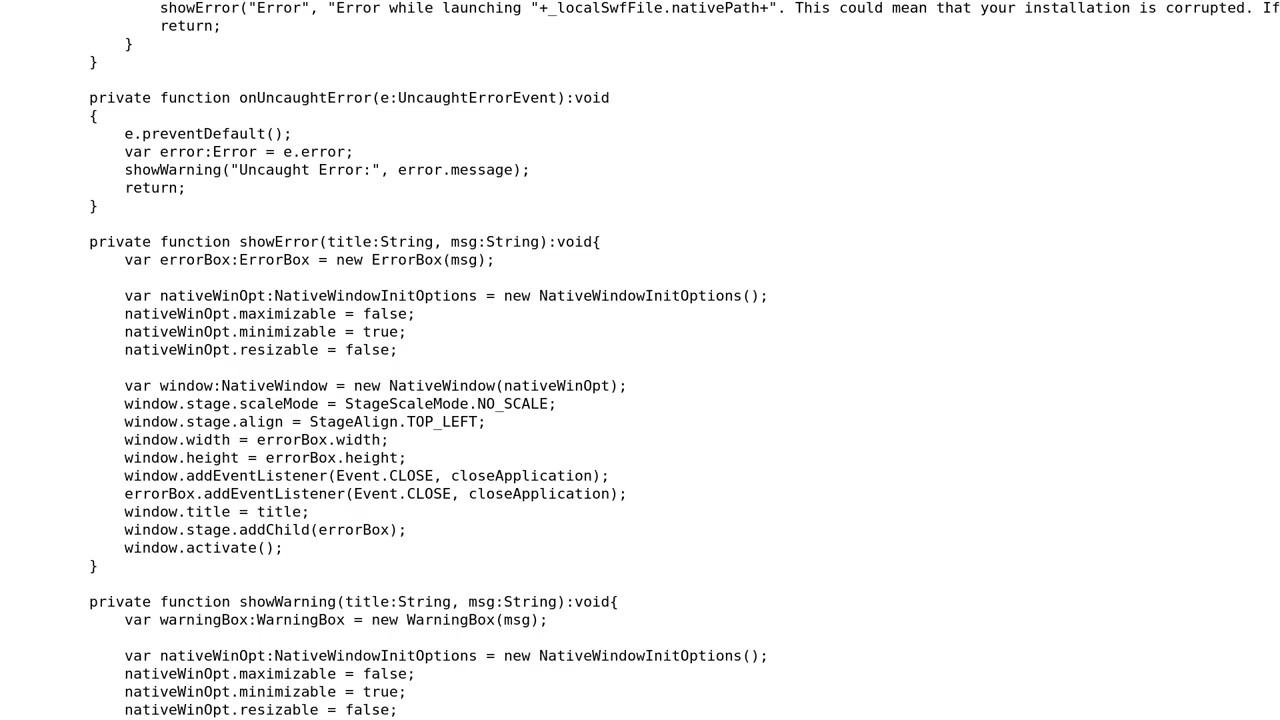 showError("Error", "Error while launching "+_localSwfFile.nativePath+". This could mean that your installation is corrupted. If
return;
}
}
private function onUncaughtError(e:UncaughtErrorEvent):void
{
e.preventDefault();
var error:Error = e.error;
showWarning("Uncaught Error:", error.message);
return;
}
private function showError(title:String, msg:String):void{
var errorBox:ErrorBox = new ErrorBox(msg);
var nativeWinOpt:NativeWindowInitOptions = new NativeWindowInitOptions();
nativeWinOpt.maximizable = false;
nativeWinOpt.minimizable = true;
nativeWinOpt.resizable = false;
var window:NativeWindow = new NativeWindow(nativeWinOpt);
window.stage.scaleMode = StageScaleMode.NO_SCALE;
window.stage.align = StageAlign.TOP_LEFT;
window.width = errorBox.width;
window.height = errorBox.height;
window.addEventListener(Event.CLOSE, closeApplication);
errorBox.addEventListener(Event.CLOSE, closeApplication);
window.title = title;
window.stage.addChild(errorBox);
window.activate();
}
private function showWarning(title:String, msg:String):void{
var warningBox:WarningBox = new WarningBox(msg);
var nativeWinOpt:NativeWindowInitOptions = new NativeWindowInitOptions();
nativeWinOpt.maximizable = false;
nativeWinOpt.minimizable = true;
nativeWinOpt.resizable = false;